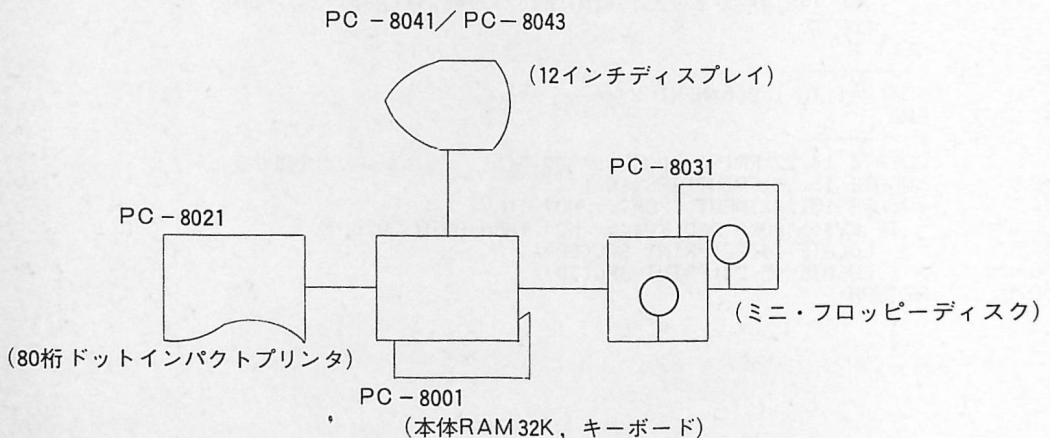 PC-8041/PC-8043
(12インチディスプレイ)
PC-8031
PC-8021
(ミニ・フロッピーディスク)
(80桁ドットインパクトプリンタ)
PC-8001
(本体RAM32K, キーボード)